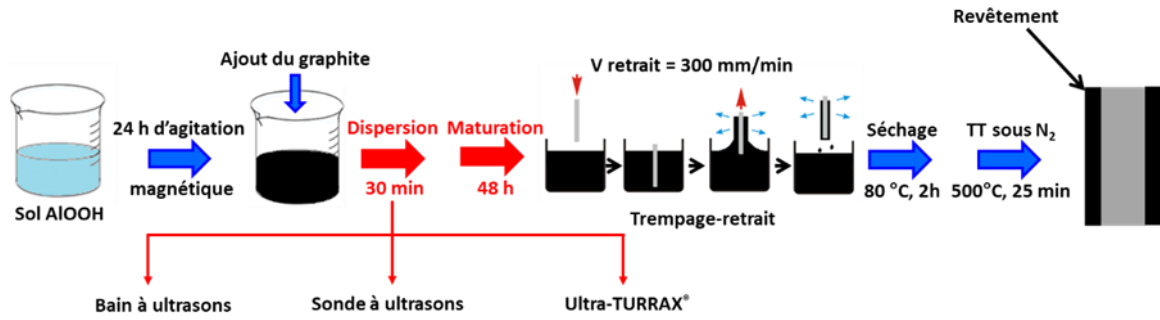 Revêtement
Ajout du graphite
V retrait = 300 mm/min
24 h d'agitation
magnétique
Dispersion
30 min
Maturation
48 h
Séchage
80 °C, 2h
TT sous N₂
500°C, 25 min
Sol AlOOH
Trempage-retrait
Bain à ultrasons
Sonde à ultrasons
Ultra-TURRAX®